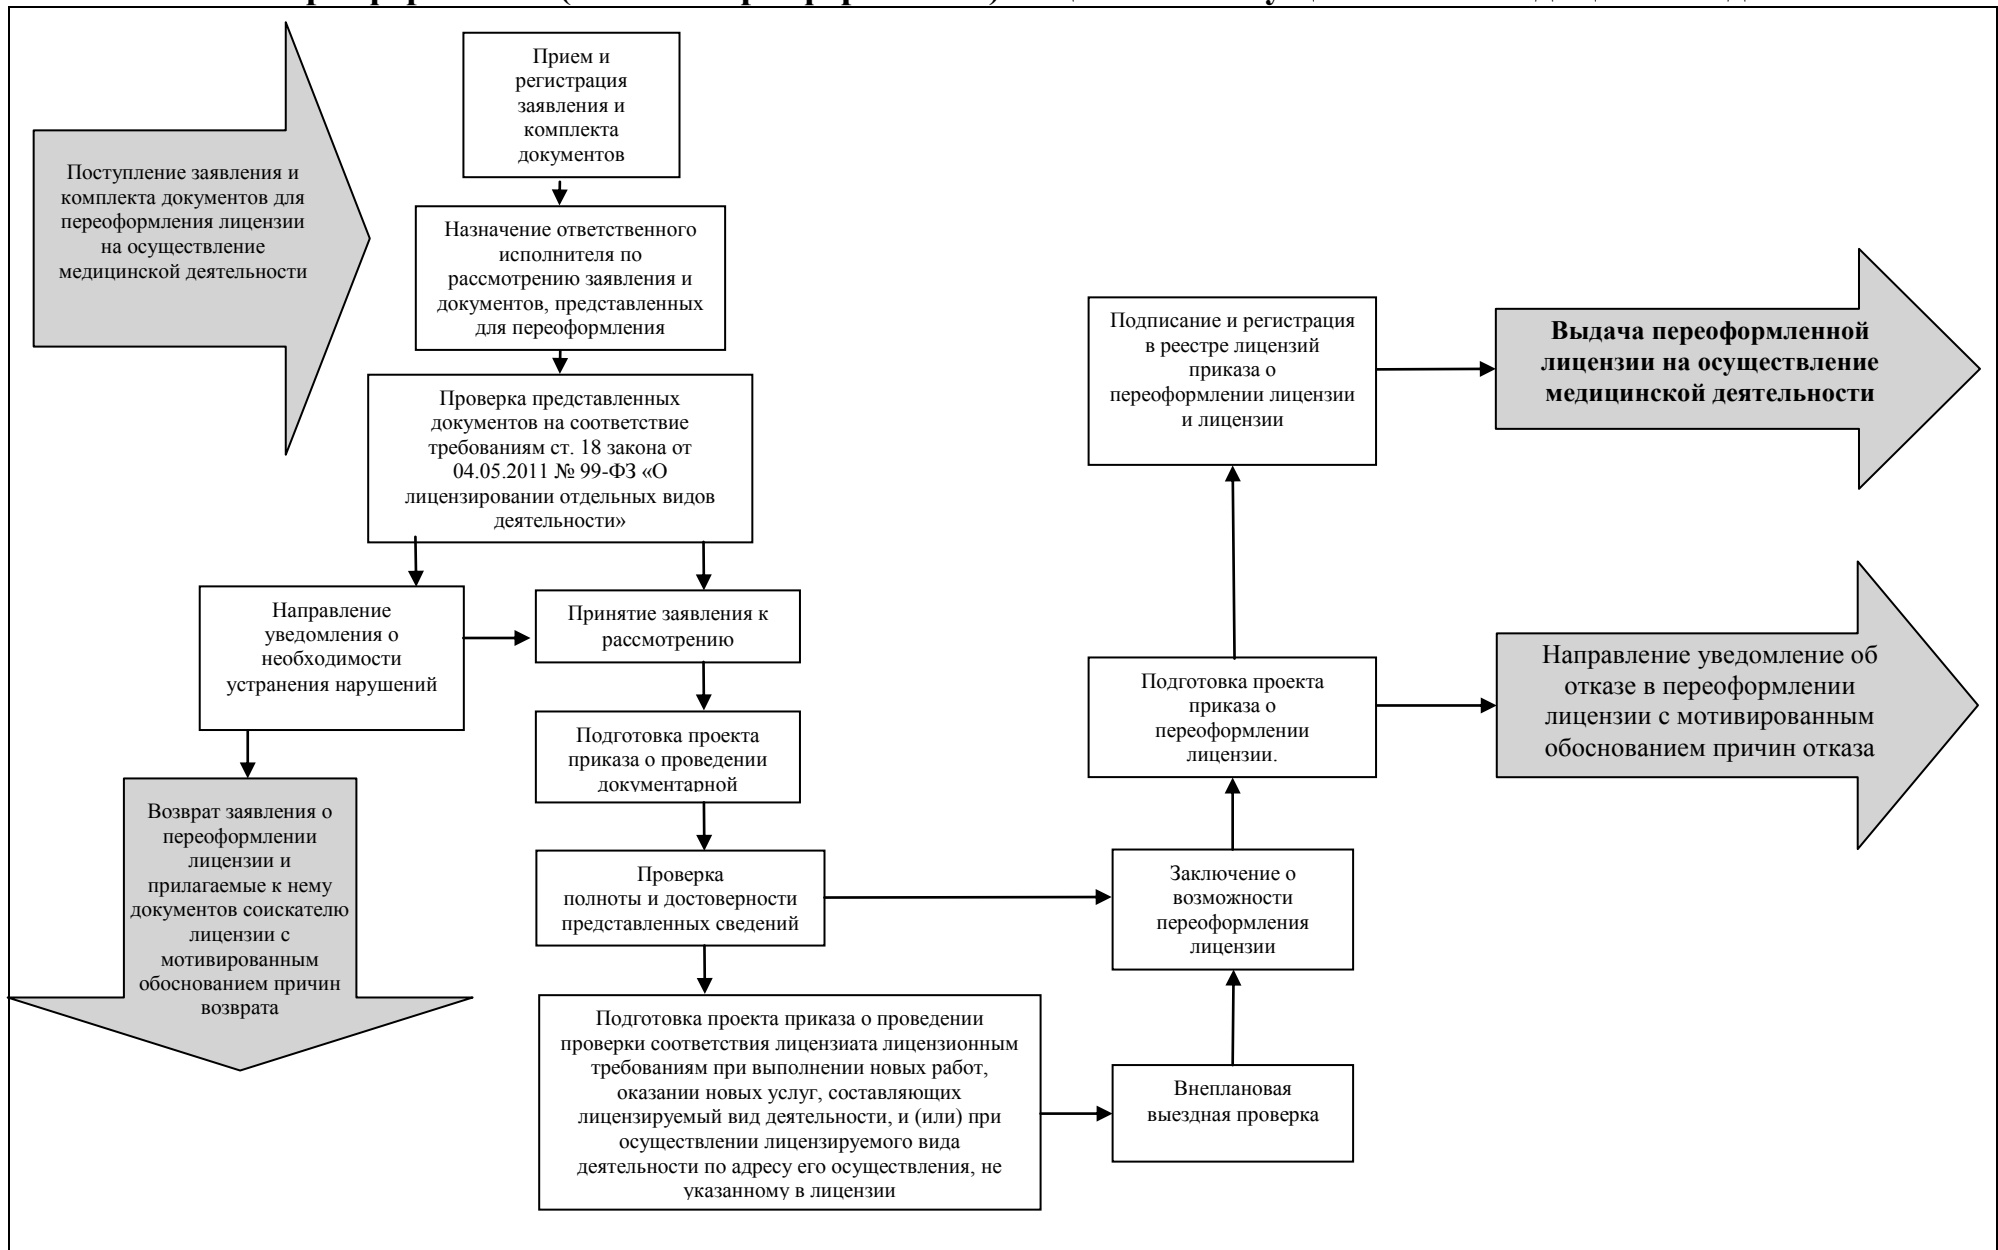 Поступление заявления и
комплекта документов для
переоформления лицензии
на осуществление
медицинской деятельности
Прием и
регистрация
заявления и
комплекта
документов
Назначение ответственного
исполнителя по
рассмотрению заявления и
документов, представленных
для переоформления
Проверка представленных
документов на соответствие
требованиям ст. 18 закона от
04.05.2011 № 99-ФЗ «О
лицензировании отдельных видов
деятельности»
Направление
уведомления о
необходимости
устранения нарушений
Принятие заявления к
рассмотрению
Возврат заявления о
переоформлении
лицензии и
прилагаемые к нему
документов соискателю
лицензии с
мотивированным
обоснованием причин
возврата
Подготовка проекта
приказа о проведении
документарной
Проверка
полноты и достоверности
представленных сведений
Подготовка проекта приказа о проведении
проверки соответствия лицензиата лицензионным
требованиям при выполнении новых работ,
оказании новых услуг, составляющих
лицензируемый вид деятельности, и (или) при
осуществлении лицензируемого вида
деятельности по адресу его осуществления, не
указанному в лицензии
Внеплановая
выездная проверка
Заключение о
возможности
переоформления
лицензии
Подготовка проекта
приказа о
переоформлении
лицензии.
Подписание и регистрация
в реестре лицензий
приказа о
переоформлении лицензии
и лицензии
Выдача переоформленной
лицензии на осуществление
медицинской деятельности
Направление уведомление об
отказе в переоформлении
лицензии с мотивированным
обоснованием причин отказа